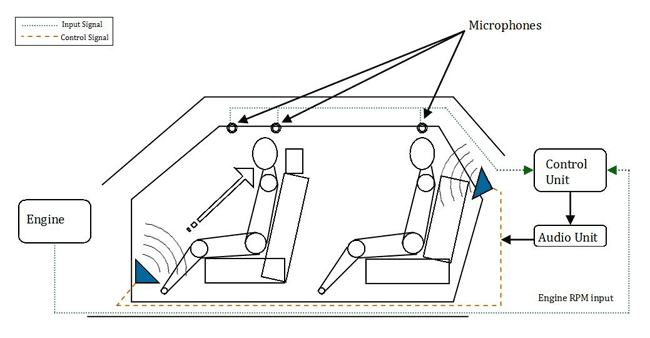 Input Signal
Control Signal
Microphones
Control
Unit
Engine
Audio Unit
Engine RPM input